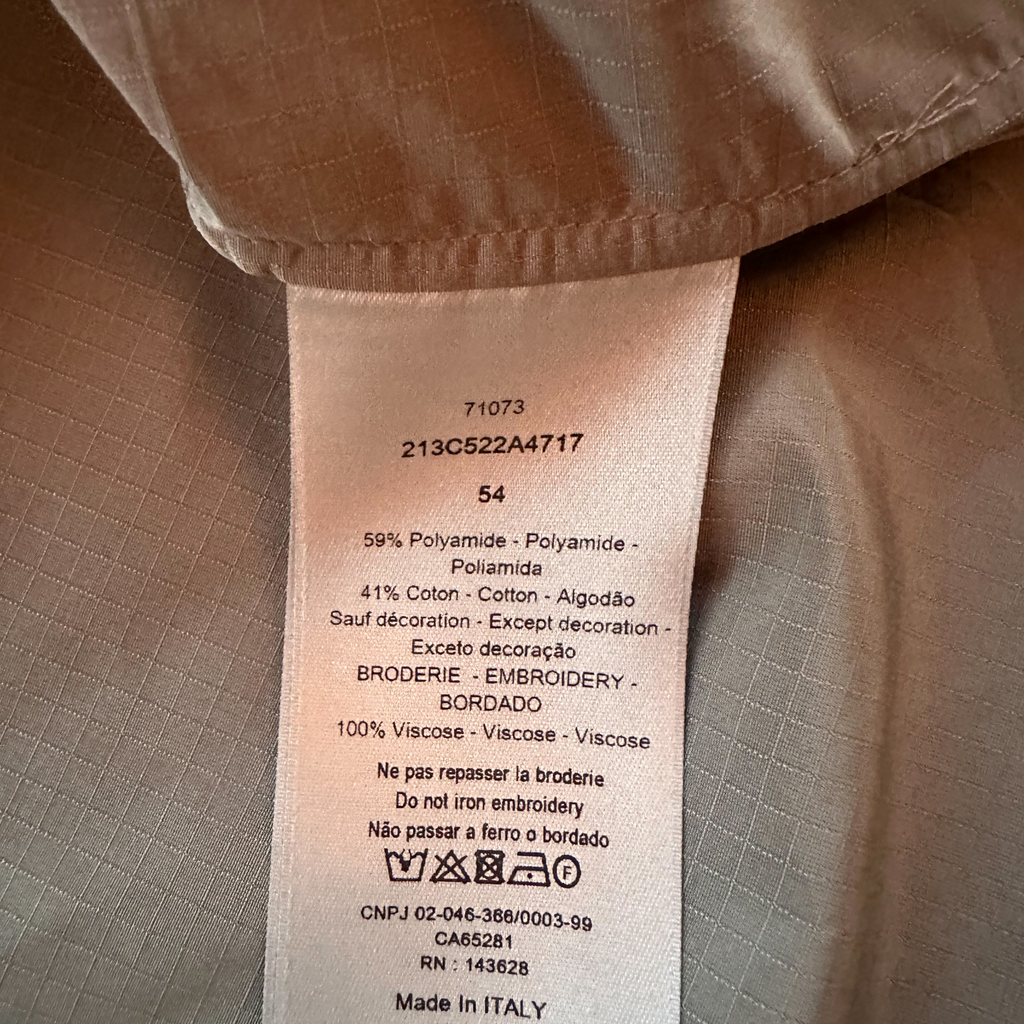 71073
213C522A4717
54
59% Polyamide - Polyamide -
Poliamida
41% Coton - Cotton - Algodão
Sauf décoration - Except decoration -
Exceto decoração
BRODERIE - EMBROIDERY -
BORDADO
100% Viscose - Viscose - Viscose
Ne pas repasser la broderie
Do not iron embroidery
Não passar a ferro o bordado
F
CNPJ 02-046-366/0003-99
CA65281
RN : 143628
Made In ITALY